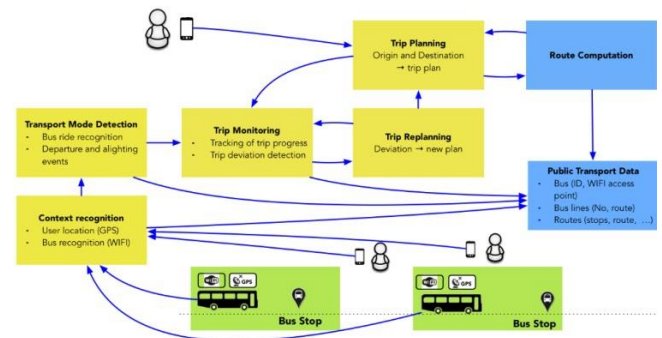 Trip Planning
Origin and Destination
→ trip plan
Route Computation
Transport Mode Detection
• Bus ride recognition
• Departure and alighting
events
Trip Monitoring
• Tracking of trip progress
• Trip deviation detection
Trip Replanning
Deviation → new plan
Public Transport Data
• Bus (ID, WIFI access
point)
• Bus lines (No, route)
• Routes (stops, route, ...)
Context recognition
• User location (GPS)
• Bus recognition (WIFI)
WiFi
GPS
Bus Stop
WiFi
GPS
Bus Stop